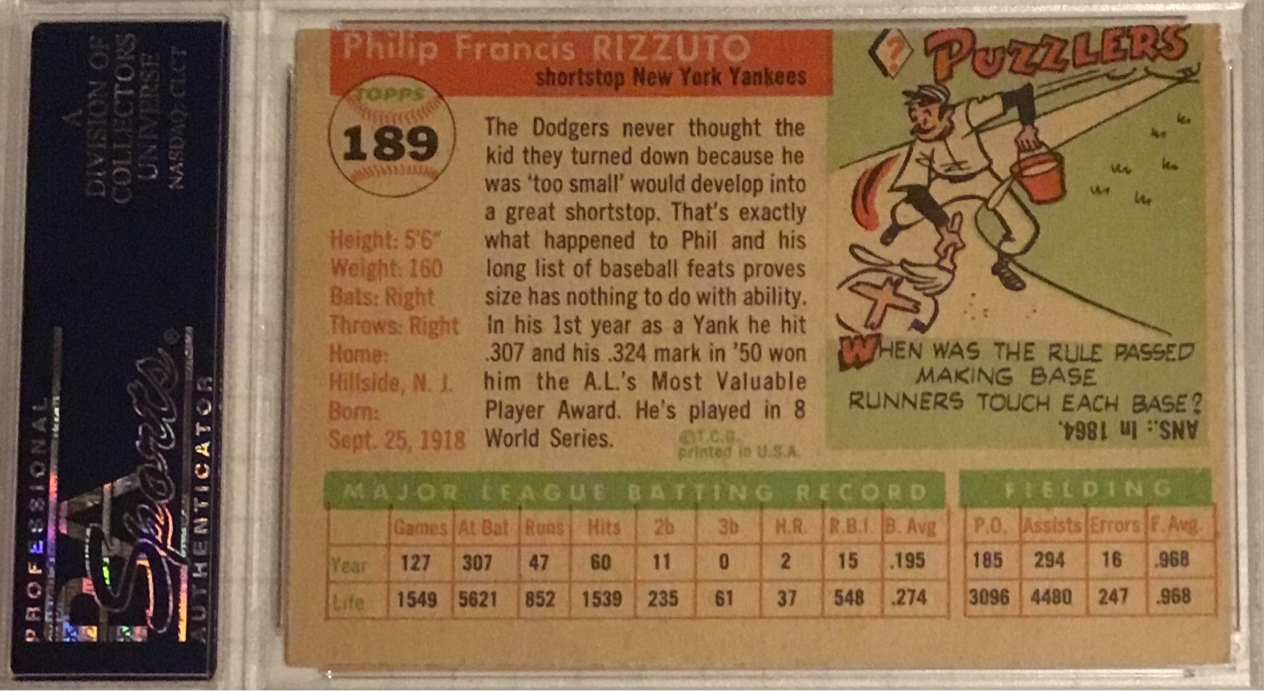 A
DIVISION OF
COLLECTORS
UNIVERSE
NASDAQ: CLCT
PROFESSIONAL
PSA
Sports®
AUTHENTICATOR
Philip Francis RIZZUTO
shortstop New York Yankees
TOPPS
189
Height: 5'6"
Weight: 160
Bats: Right
Throws: Right
Home:
Hillside, N. J.
Born:
Sept. 25, 1918
The Dodgers never thought the
kid they turned down because he
was 'too small' would develop into
a great shortstop. That's exactly
what happened to Phil and his
long list of baseball feats proves
size has nothing to do with ability.
In his 1st year as a Yank he hit
.307 and his .324 mark in '50 won
him the A.L.'s Most Valuable
Player Award. He's played in 8
World Series.
©T.C.G.
printed in U.S.A.
? PUZZLERS
WHEN WAS THE RULE PASSED
MAKING BASE
RUNNERS TOUCH EACH BASE?
ANS.: In 1864.
MAJOR LEAGUE BATTING RECORD
Games At Bat Runs Hits 2b 3b H.R. R.B.I. B. Avg
Year 127 307 47 60 11 0 2 15 .195
Life 1549 5621 852 1539 235 61 37 548 .274
FIELDING
P.O. Assists Errors F. Avg.
185 294 16 .968
3096 4480 247 .968